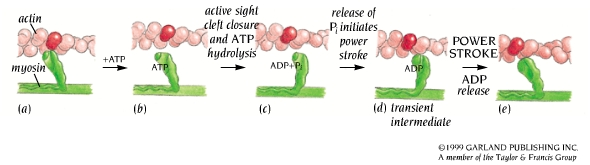 actin
myosin
(a)
+ATP
ATP
(b)
active sight
cleft closure
and ATP
hydrolysis
ADP+Pi
(c)
release of
Pi initiates
power
stroke
ADP
(d) transient
intermediate
POWER
STROKE
ADP
release
(e)
©1999 GARLAND PUBLISHING INC.
A member of the Taylor & Francis Group